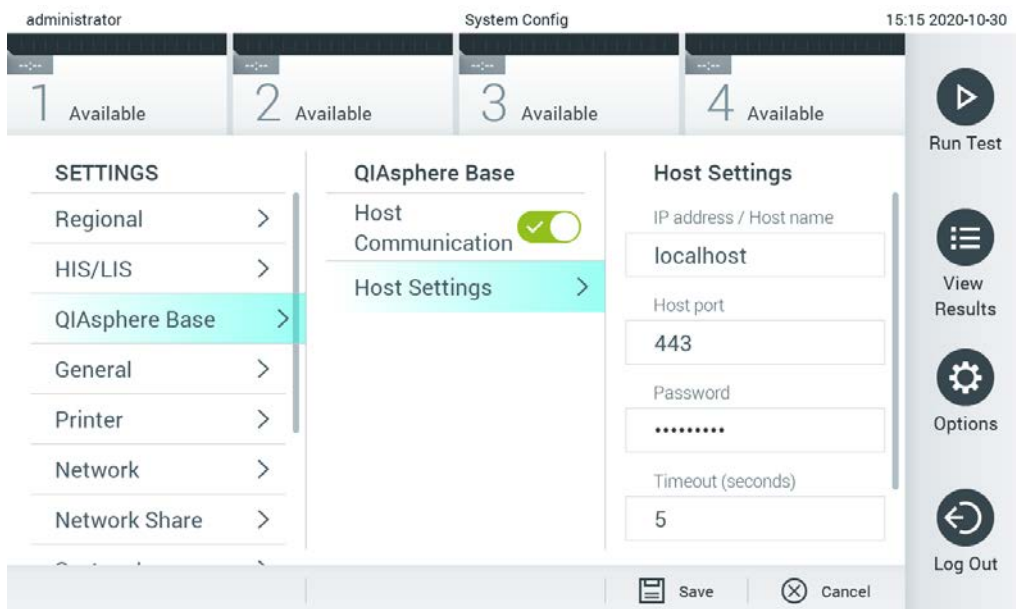 administrator
System Config
15:15 2020-10-30
--:--
--:--
--:--
--:--
1 Available
2 Available
3 Available
4 Available
Run Test
SETTINGS
Regional
HIS/LIS
QIAsphere Base
General
Printer
Network
Network Share
QIAsphere Base
Host
Communication
Host Settings
Host Settings
IP address / Host name
localhost
Host port
443
Password
•••••••••
Timeout (seconds)
5
View
Results
Options
Log Out
Save
Cancel